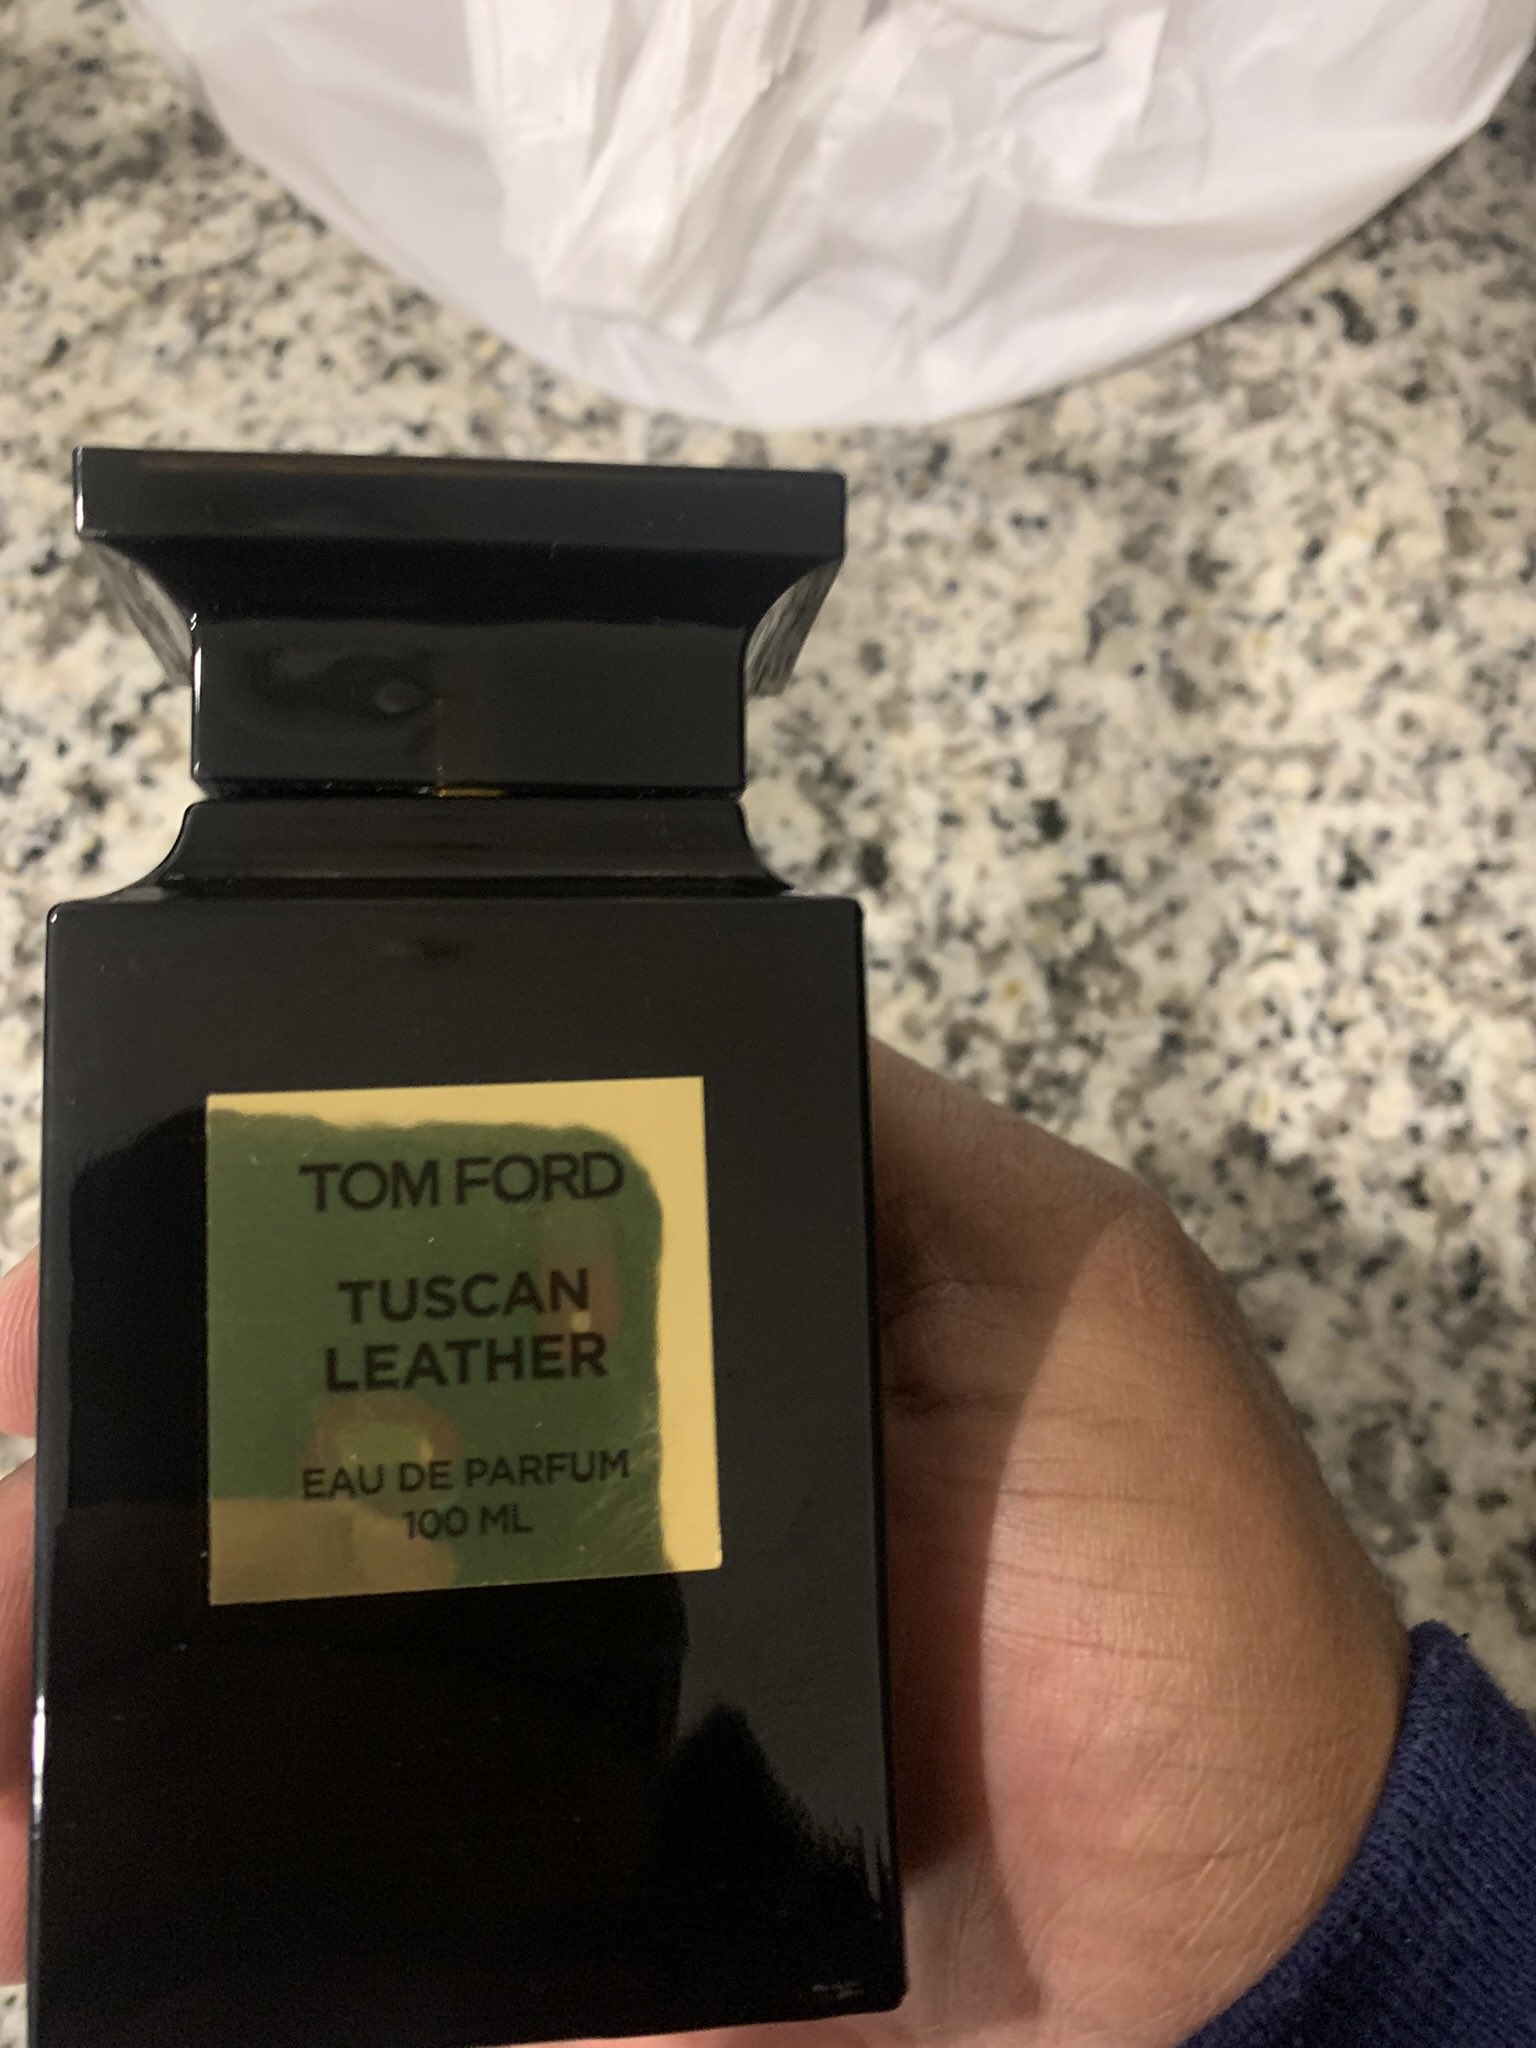 TOM FORD
TUSCAN
LEATHER
EAU DE PARFUM
100 ML